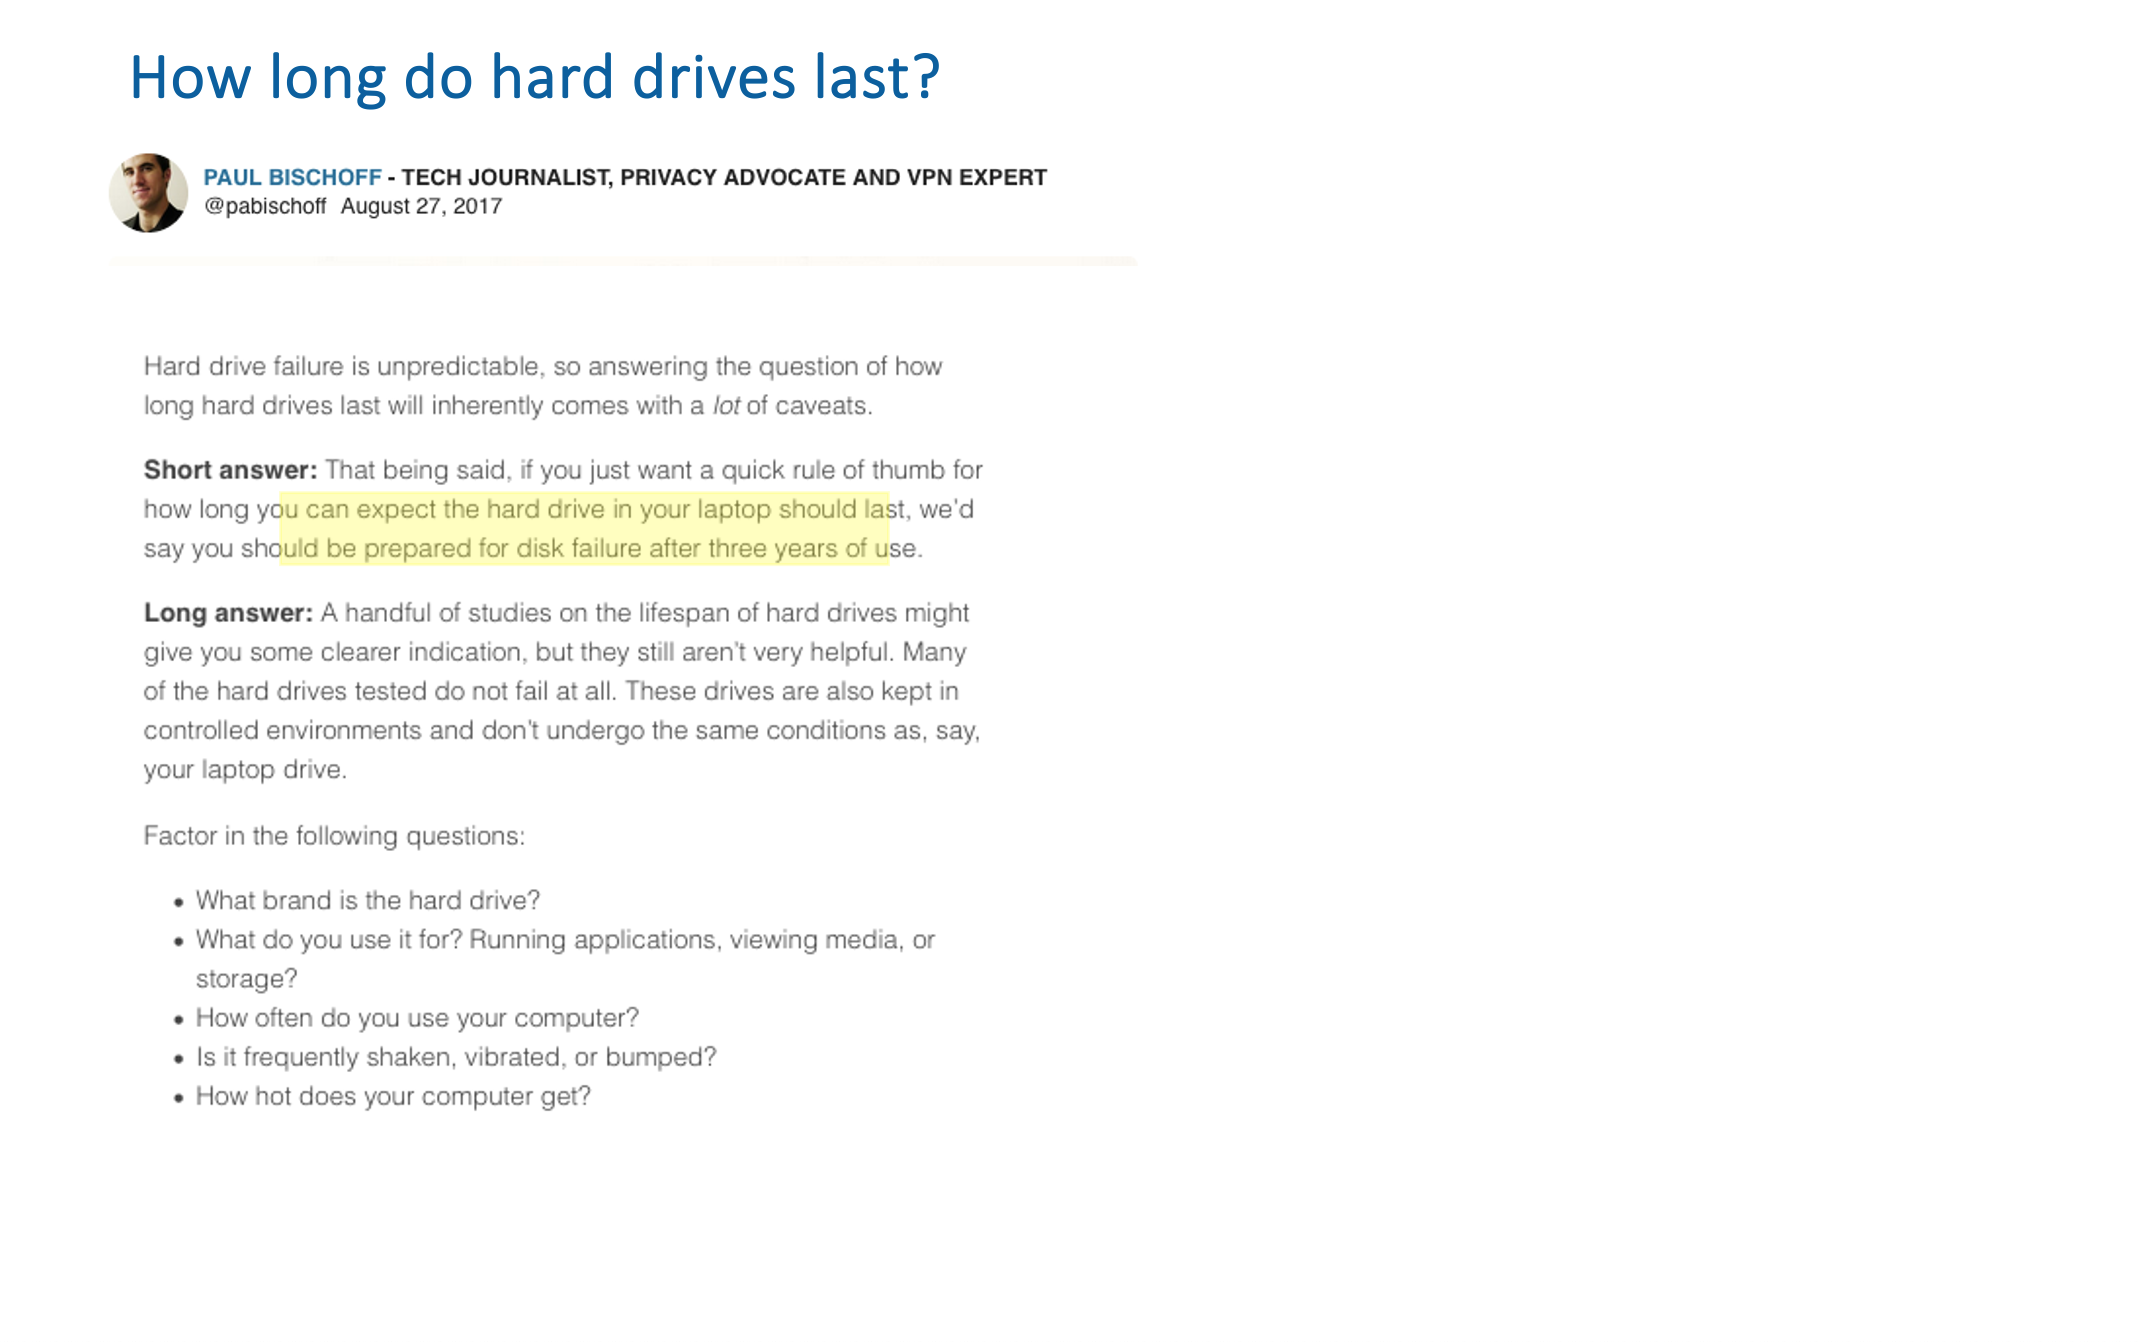 How long do hard drives last?
PAUL BISCHOFF - TECH JOURNALIST, PRIVACY ADVOCATE AND VPN EXPERT
@pabischoff August 27, 2017
Hard drive failure is unpredictable, so answering the question of how
long hard drives last will inherently comes with a lot of caveats.
Short answer: That being said, if you just want a quick rule of thumb for
how long you can expect the hard drive in your laptop should last, we'd
say you should be prepared for disk failure after three years of use.
Long answer: A handful of studies on the lifespan of hard drives might
give you some clearer indication, but they still aren't very helpful. Many
of the hard drives tested do not fail at all. These drives are also kept in
controlled environments and don't undergo the same conditions as, say,
your laptop drive.
Factor in the following questions:
• What brand is the hard drive?
• What do you use it for? Running applications, viewing media, or
storage?
• How often do you use your computer?
• Is it frequently shaken, vibrated, or bumped?
• How hot does your computer get?